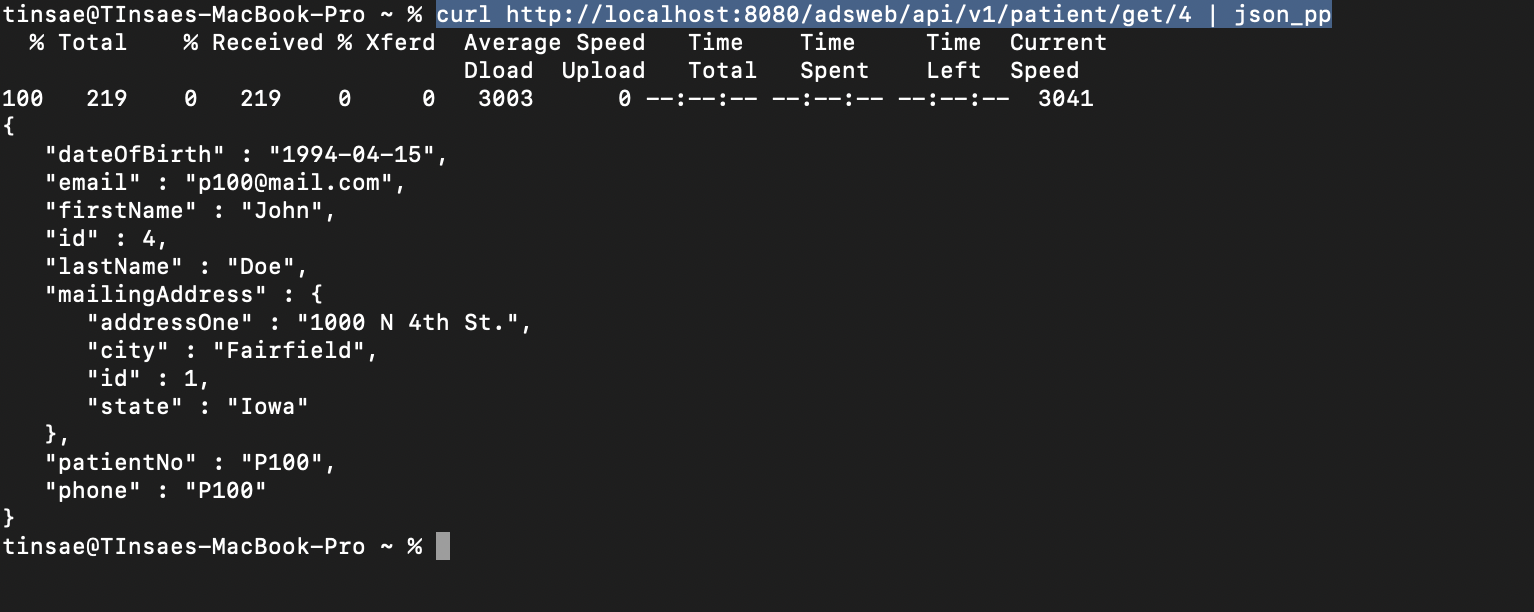 tinsae@TInsaes-MacBook-Pro ~ % curl http://localhost:8080/adsweb/api/v1/patient/get/4 | json_pp
  % Total    % Received % Xferd  Average Speed   Time    Time     Time  Current
                                 Dload  Upload   Total   Spent    Left  Speed
100   219    0   219    0     0   3003      0 --:--:-- --:--:-- --:--:--  3041
{
   "dateOfBirth" : "1994-04-15",
   "email" : "p100@mail.com",
   "firstName" : "John",
   "id" : 4,
   "lastName" : "Doe",
   "mailingAddress" : {
      "addressOne" : "1000 N 4th St.",
      "city" : "Fairfield",
      "id" : 1,
      "state" : "Iowa"
   },
   "patientNo" : "P100",
   "phone" : "P100"
}
tinsae@TInsaes-MacBook-Pro ~ %